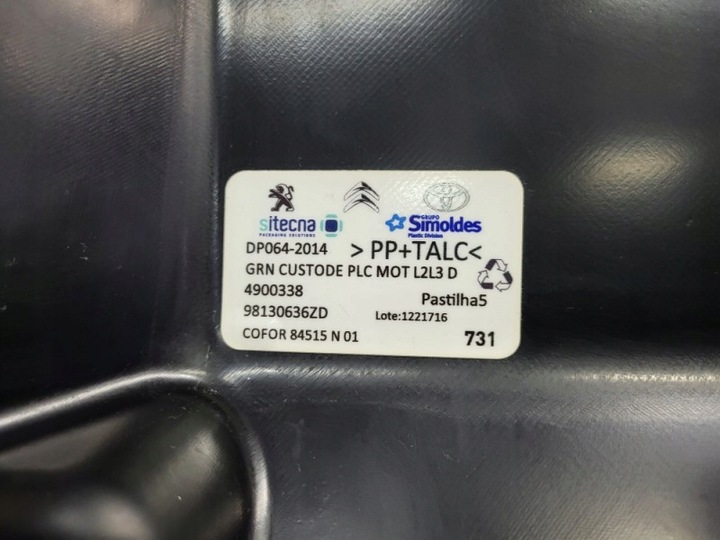 sitecna
PACKAGING SOLUTIONS
GRUPO
Simoldes
Plastic Division
DP064-2014 >PP+TALC<
GRN CUSTODE PLC MOT L2L3 D
4900338 Pastilha5
98130636ZD Lote:1221716
COFOR 84515 N 01 731